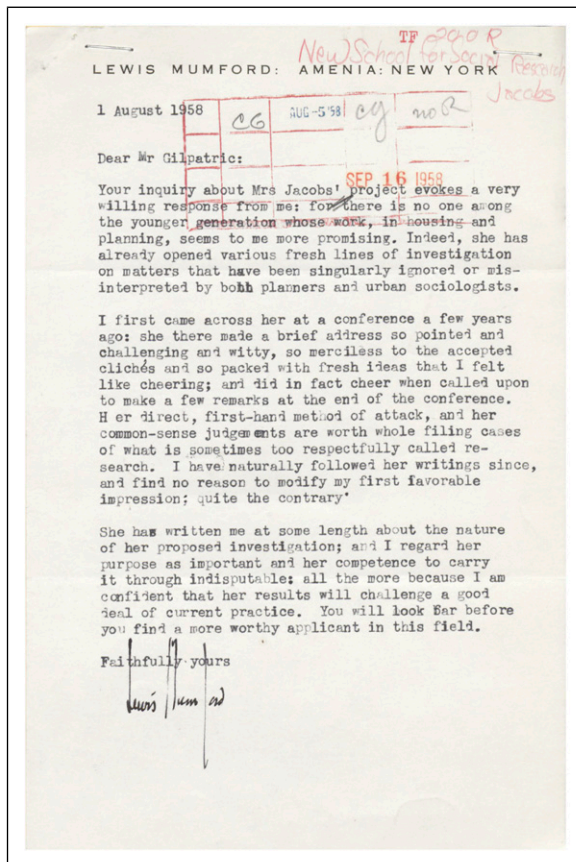 TF 200R
New School for Social Research
Jacobs
LEWIS MUMFORD: AMENIA: NEW YORK
1 August 1958
CG AUG-5'58 cg no R
Dear Mr Gilpatric:
SEP 16 1958
Your inquiry about Mrs Jacobs' project evokes a very
willing response from me: for there is no one among
the younger generation whose work, in housing and
planning, seems to me more promising. Indeed, she has
already opened various fresh lines of investigation
on matters that have been singularly ignored or mis-
interpreted by both planners and urban sociologists.
I first came across her at a conference a few years
ago: she there made a brief address so pointed and
challenging and witty, so merciless to the accepted
clichés and so packed with fresh ideas that I felt
like cheering; and did in fact cheer when called upon
to make a few remarks at the end of the conference.
H er direct, first-hand method of attack, and her
common-sense judgements are worth whole filing cases
of what is sometimes too respectfully called re-
search. I have naturally followed her writings since,
and find no reason to modify my first favorable
impression; quite the contrary'
She has written me at some length about the nature
of her proposed investigation; and I regard her
purpose as important and her competence to carry
it through indisputable: all the more because I am
confident that her results will challenge a good
deal of current practice. You will look far before
you find a more worthy applicant in this field.
Faithfully yours
Lewis Mumford